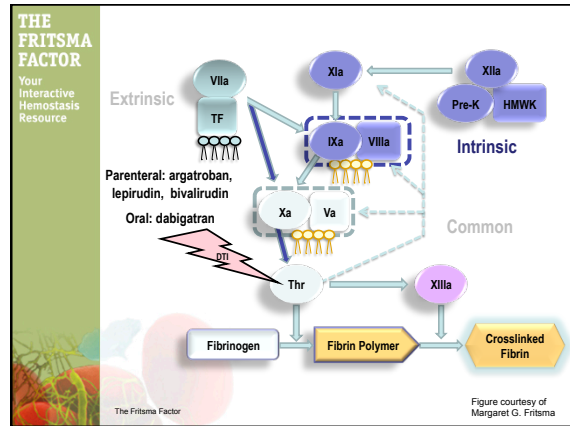 THE
FRITSMA
FACTOR
Your
Interactive
Hemostasis
Resource
Extrinsic
VIIa
TF
XIa
XIIa
Pre-K
HMWK
IXa
VIIIa
Intrinsic
Parenteral: argatroban,
lepirudin, bivalirudin
Oral: dabigatran
Xa
Va
Common
DTI
Thr
XIIIa
Fibrinogen
Fibrin Polymer
Crosslinked
Fibrin
The Fritsma Factor
Figure courtesy of
Margaret G. Fritsma